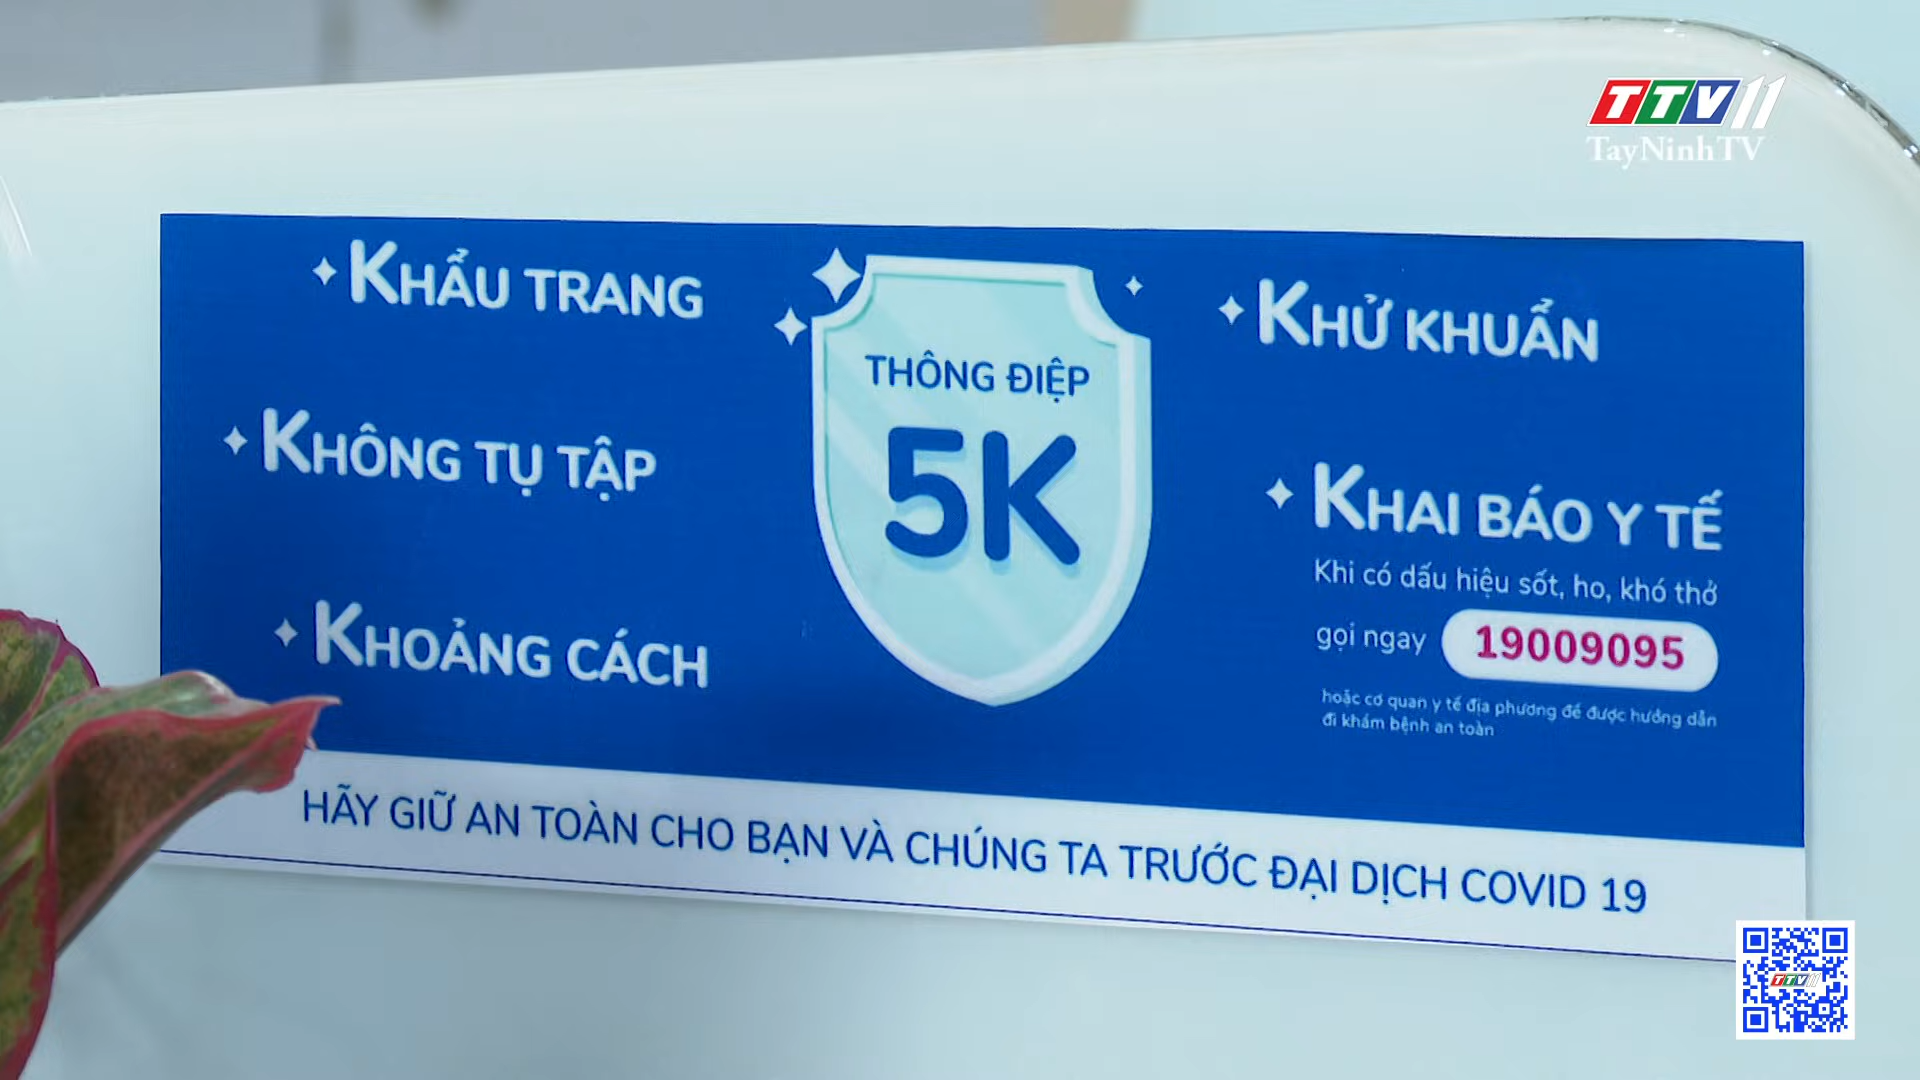 TTV11
TayNinhTV
KHẨU TRANG
KHÔNG TỤ TẬP
KHOẢNG CÁCH
THÔNG ĐIỆP
5K
KHỬ KHUẨN
KHAI BÁO Y TẾ
Khi có dấu hiệu sốt, ho, khó thở
gọi ngay 19009095
hoặc cơ quan y tế địa phương để được hướng dẫn
đi khám bệnh an toàn
HÃY GIỮ AN TOÀN CHO BẠN VÀ CHÚNG TA TRƯỚC ĐẠI DỊCH COVID 19
TTV11